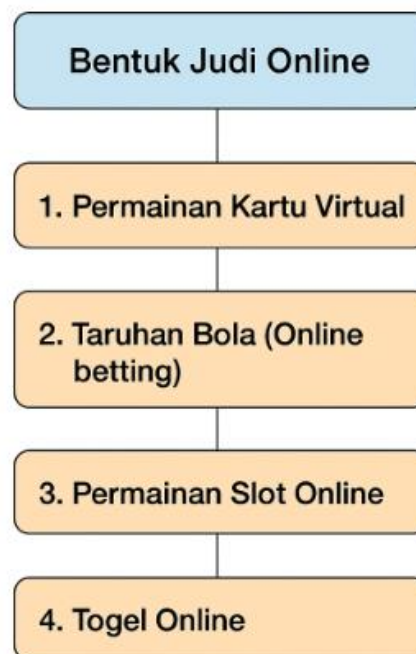 Bentuk Judi Online
1. Permainan Kartu Virtual
2. Taruhan Bola (Online
betting)
3. Permainan Slot Online
4. Togel Online